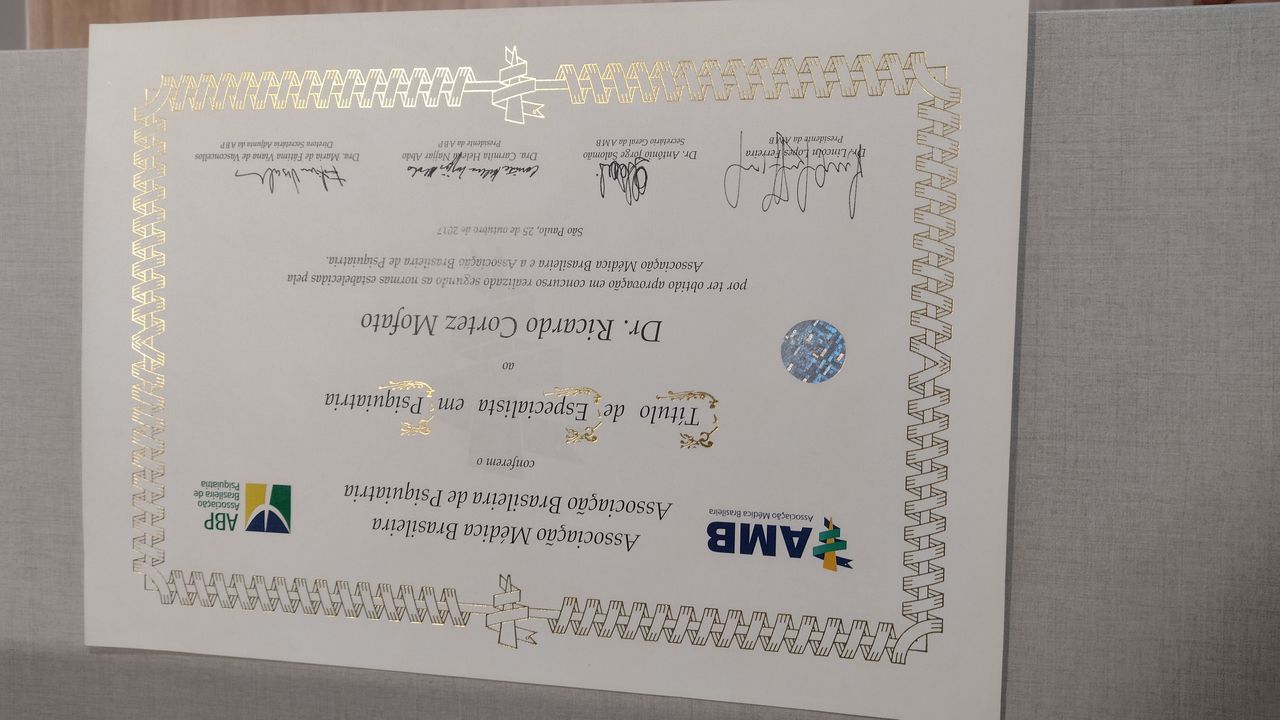 AMB
Associação Médica Brasileira
ABP
Associação
Brasileira de
Psiquiatria
Associação Médica Brasileira
Associação Brasileira de Psiquiatria
conferem o
Título de Especialista em Psiquiatria
ao
Dr. Ricardo Cortez Mofato
por ter obtido aprovação em concurso realizado segundo as normas estabelecidas pela
Associação Médica Brasileira e a Associação Brasileira de Psiquiatria.
São Paulo, 25 de outubro de 2017
Dr. Lincoln Lopes Ferreira
Presidente da AMB
Dr. Antônio Jorge Salomão
Secretário Geral da AMB
Dra. Carmita Helena Najjar Abdo
Presidente da ABP
Dra. Maria de Fátima Viana de Vasconcellos
Diretora Secretária Adjunta da ABP